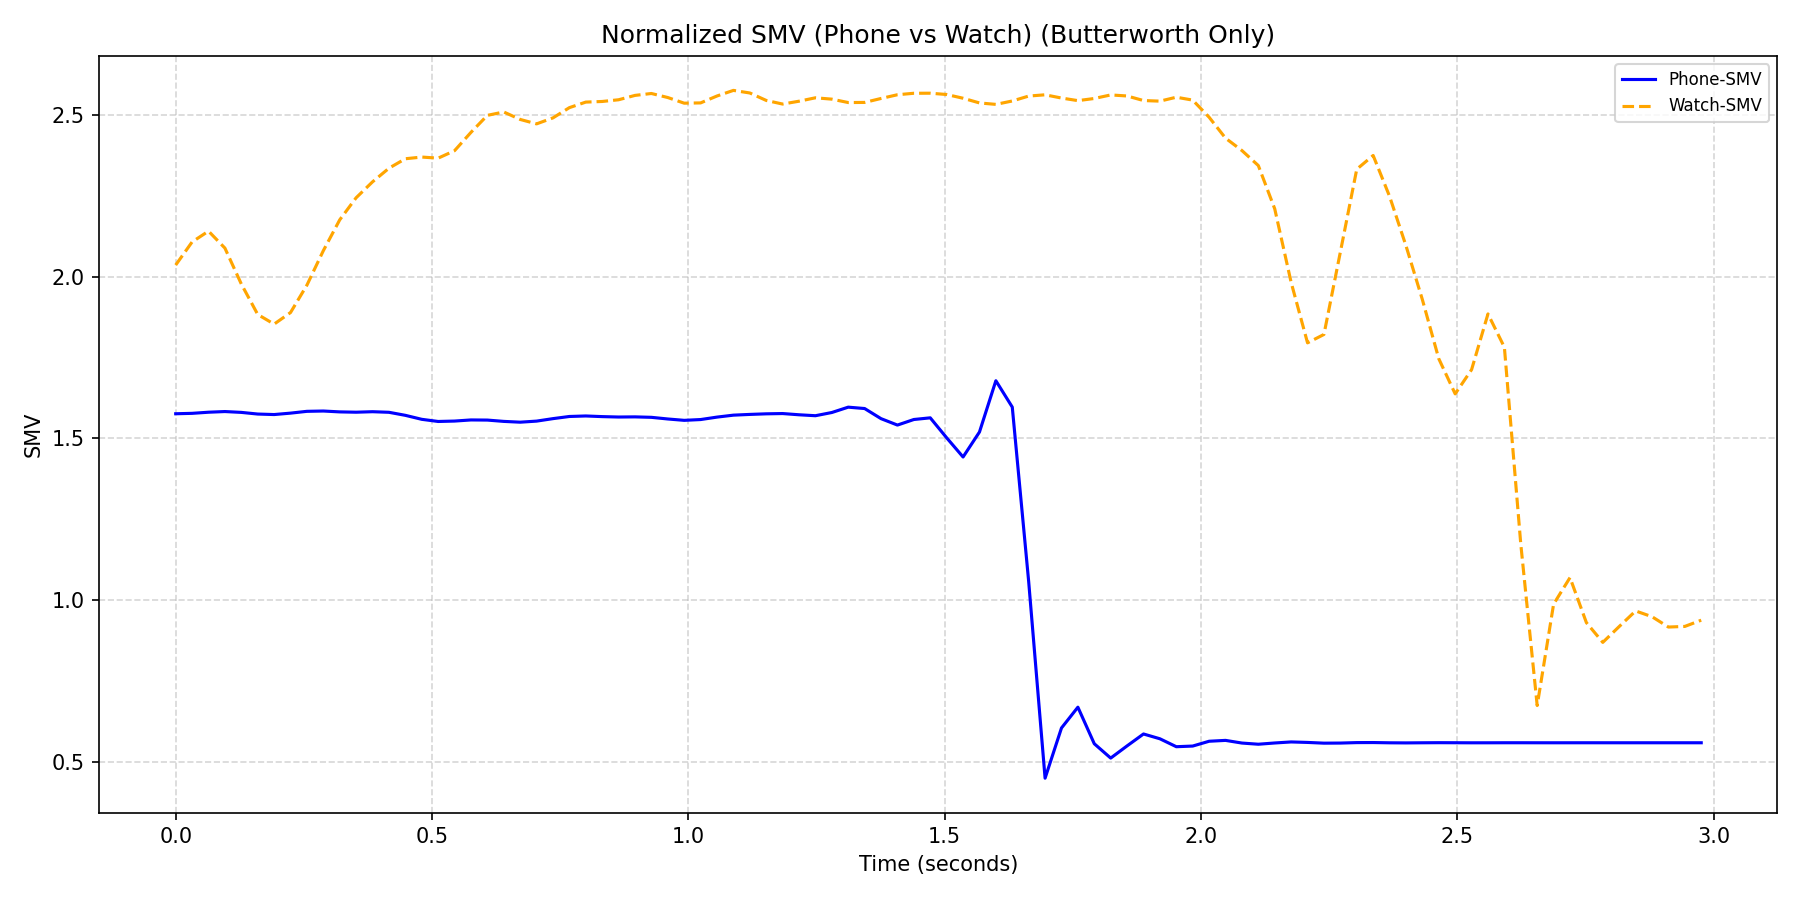 Normalized SMV (Phone vs Watch) (Butterworth Only)
Phone-SMV
Watch-SMV
SMV
2.5
2.0
1.5
1.0
0.5
0.0 0.5 1.0 1.5 2.0 2.5 3.0
Time (seconds)